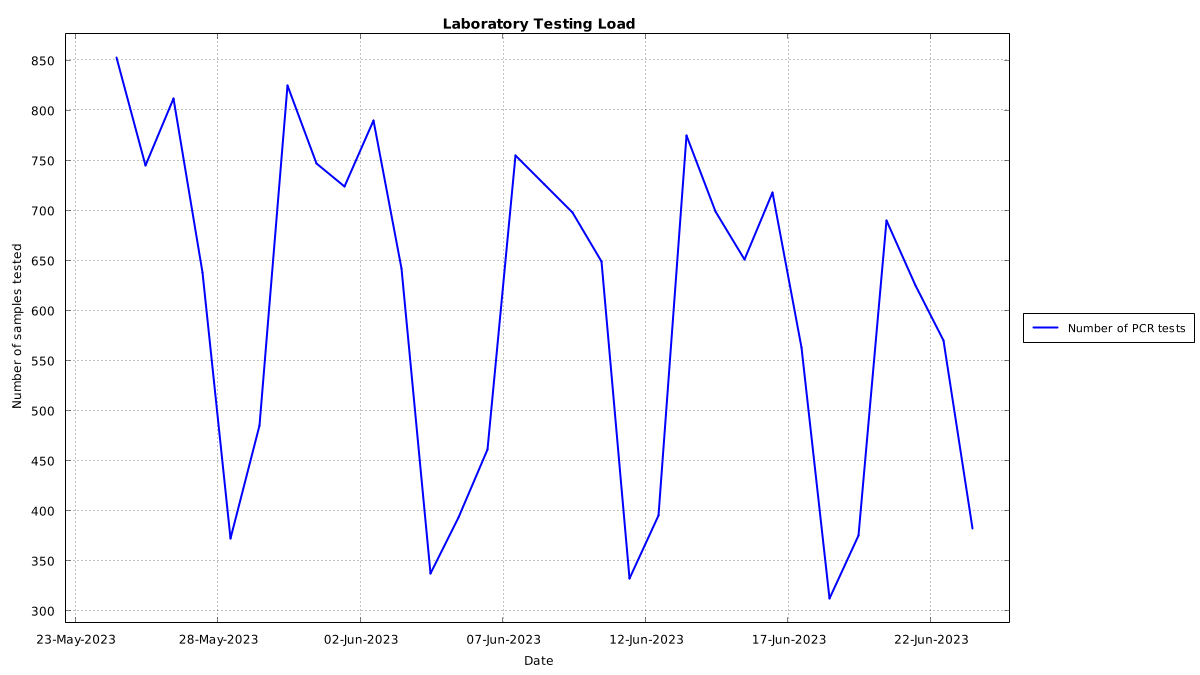 Laboratory Testing Load
Number of samples tested
850
800
750
700
650
600
550
500
450
400
350
300
23-May-2023
28-May-2023
02-Jun-2023
07-Jun-2023
12-Jun-2023
17-Jun-2023
22-Jun-2023
Date
Number of PCR tests